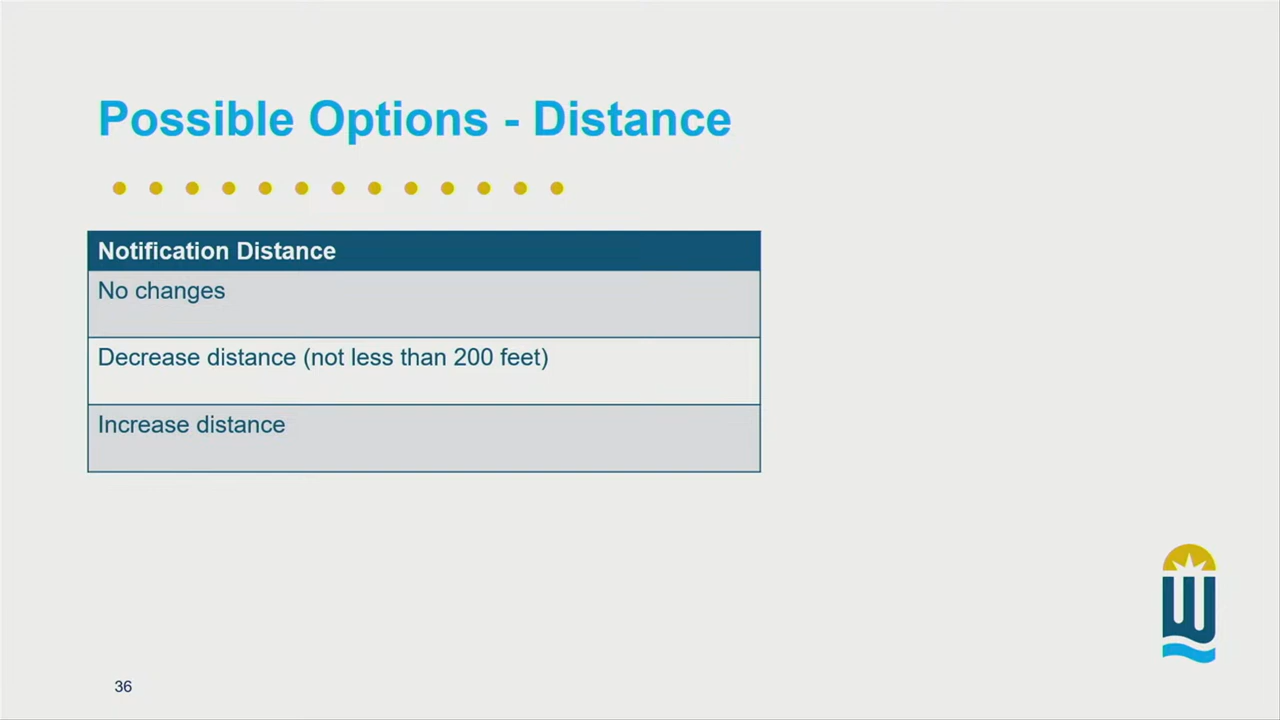 Possible Options - Distance
Notification Distance
No changes
Decrease distance (not less than 200 feet)
Increase distance
36